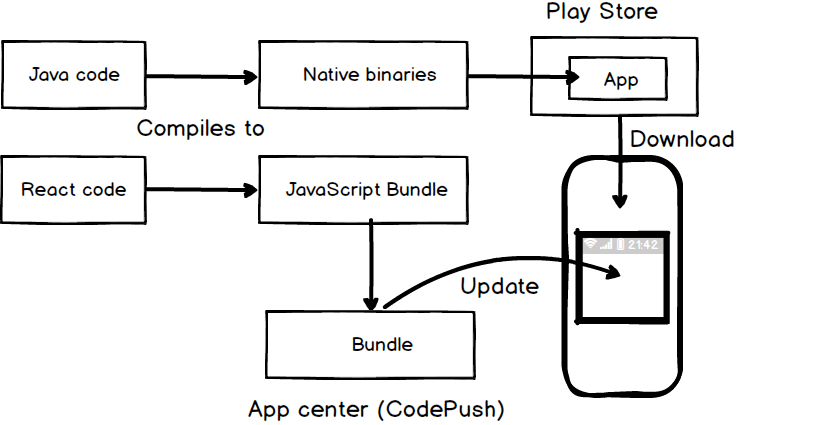 Play Store
Java code
Native binaries
App
Compiles to
Download
React code
JavaScript Bundle
21:42
Update
Bundle
App center (CodePush)